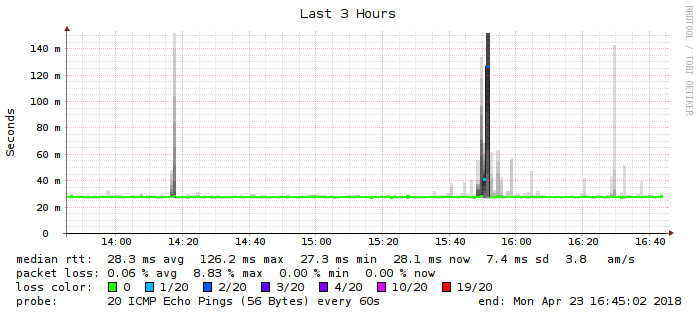 Last 3 Hours
RRDTOOL / TOBI OETIKER
Seconds
140 m
120 m
100 m
80 m
60 m
40 m
20 m
0
14:00 14:20 14:40 15:00 15:20 15:40 16:00 16:20 16:40
median rtt: 28.3 ms avg 126.2 ms max 27.3 ms min 28.1 ms now 7.4 ms sd 3.8 am/s
packet loss: 0.06 % avg 8.83 % max 0.00 % min 0.00 % now
loss color: 0 1/20 2/20 3/20 4/20 10/20 19/20
probe: 20 ICMP Echo Pings (56 Bytes) every 60s end: Mon Apr 23 16:45:02 2018